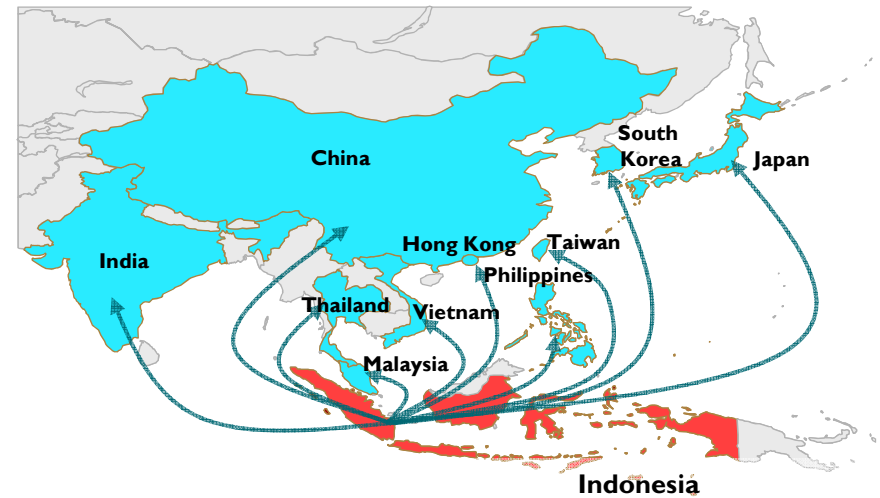 South
Korea
Japan
China
Hong Kong
Taiwan
India
Philippines
Thailand
Vietnam
Malaysia
Indonesia